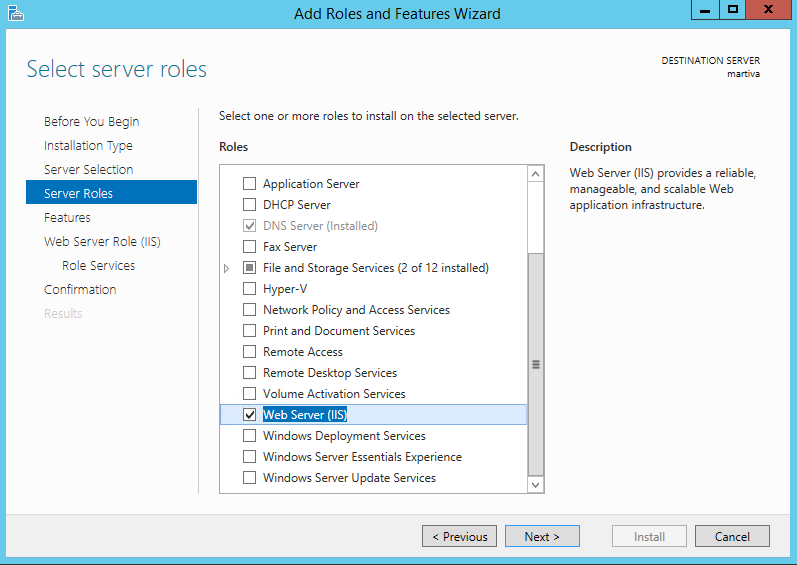 Add Roles and Features Wizard
Select server roles
DESTINATION SERVER
martiva
Before You Begin
Installation Type
Server Selection
Server Roles
Features
Web Server Role (IIS)
Role Services
Confirmation
Results
Select one or more roles to install on the selected server.
Roles
Application Server
DHCP Server
DNS Server (Installed)
Fax Server
File and Storage Services (2 of 12 installed)
Hyper-V
Network Policy and Access Services
Print and Document Services
Remote Access
Remote Desktop Services
Volume Activation Services
Web Server (IIS)
Windows Deployment Services
Windows Server Essentials Experience
Windows Server Update Services
Description
Web Server (IIS) provides a reliable,
manageable, and scalable Web
application infrastructure.
< Previous
Next >
Install
Cancel